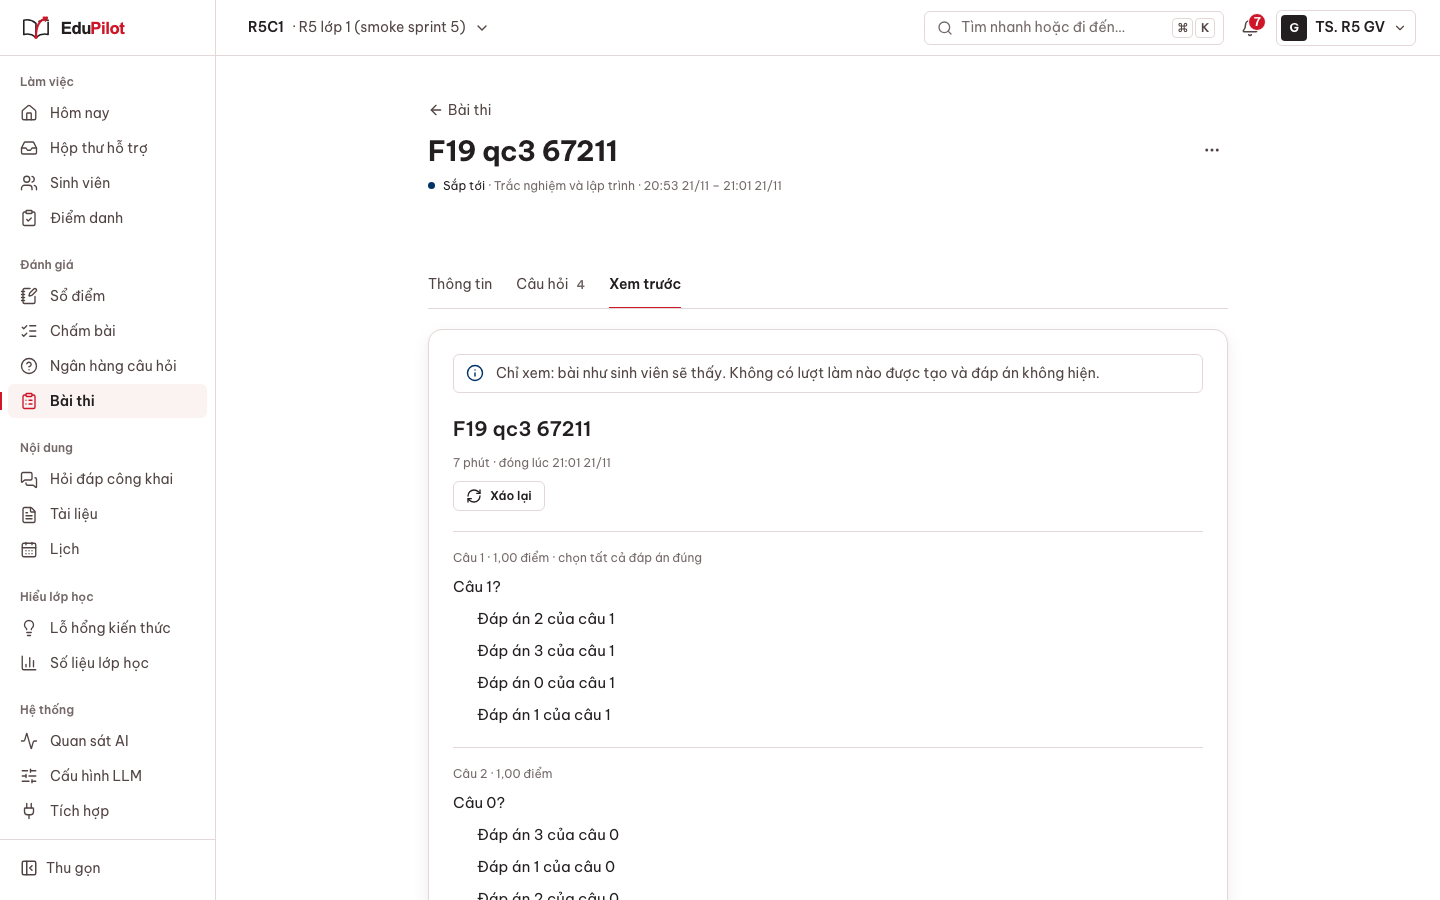 EduPilot
R5C1 · R5 lớp 1 (smoke sprint 5)
Tìm nhanh hoặc đi đến...
⌘ K
7
G TS. R5 GV
Làm việc
Hôm nay
Hộp thư hỗ trợ
Sinh viên
Điểm danh
Đánh giá
Sổ điểm
Chấm bài
Ngân hàng câu hỏi
Bài thi
Nội dung
Hỏi đáp công khai
Tài liệu
Lịch
Hiểu lớp học
Lỗ hổng kiến thức
Số liệu lớp học
Hệ thống
Quan sát AI
Cấu hình LLM
Tích hợp
Thu gọn
Bài thi
F19 qc3 67211
Sắp tới · Trắc nghiệm và lập trình · 20:53 21/11 – 21:01 21/11
Thông tin Câu hỏi 4 Xem trước
Chỉ xem: bài như sinh viên sẽ thấy. Không có lượt làm nào được tạo và đáp án không hiện.
F19 qc3 67211
7 phút · đóng lúc 21:01 21/11
Xáo lại
Câu 1 · 1,00 điểm · chọn tất cả đáp án đúng
Câu 1?
Đáp án 2 của câu 1
Đáp án 3 của câu 1
Đáp án 0 của câu 1
Đáp án 1 của câu 1
Câu 2 · 1,00 điểm
Câu 0?
Đáp án 3 của câu 0
Đáp án 1 của câu 0
Đáp án 2 của câu 0